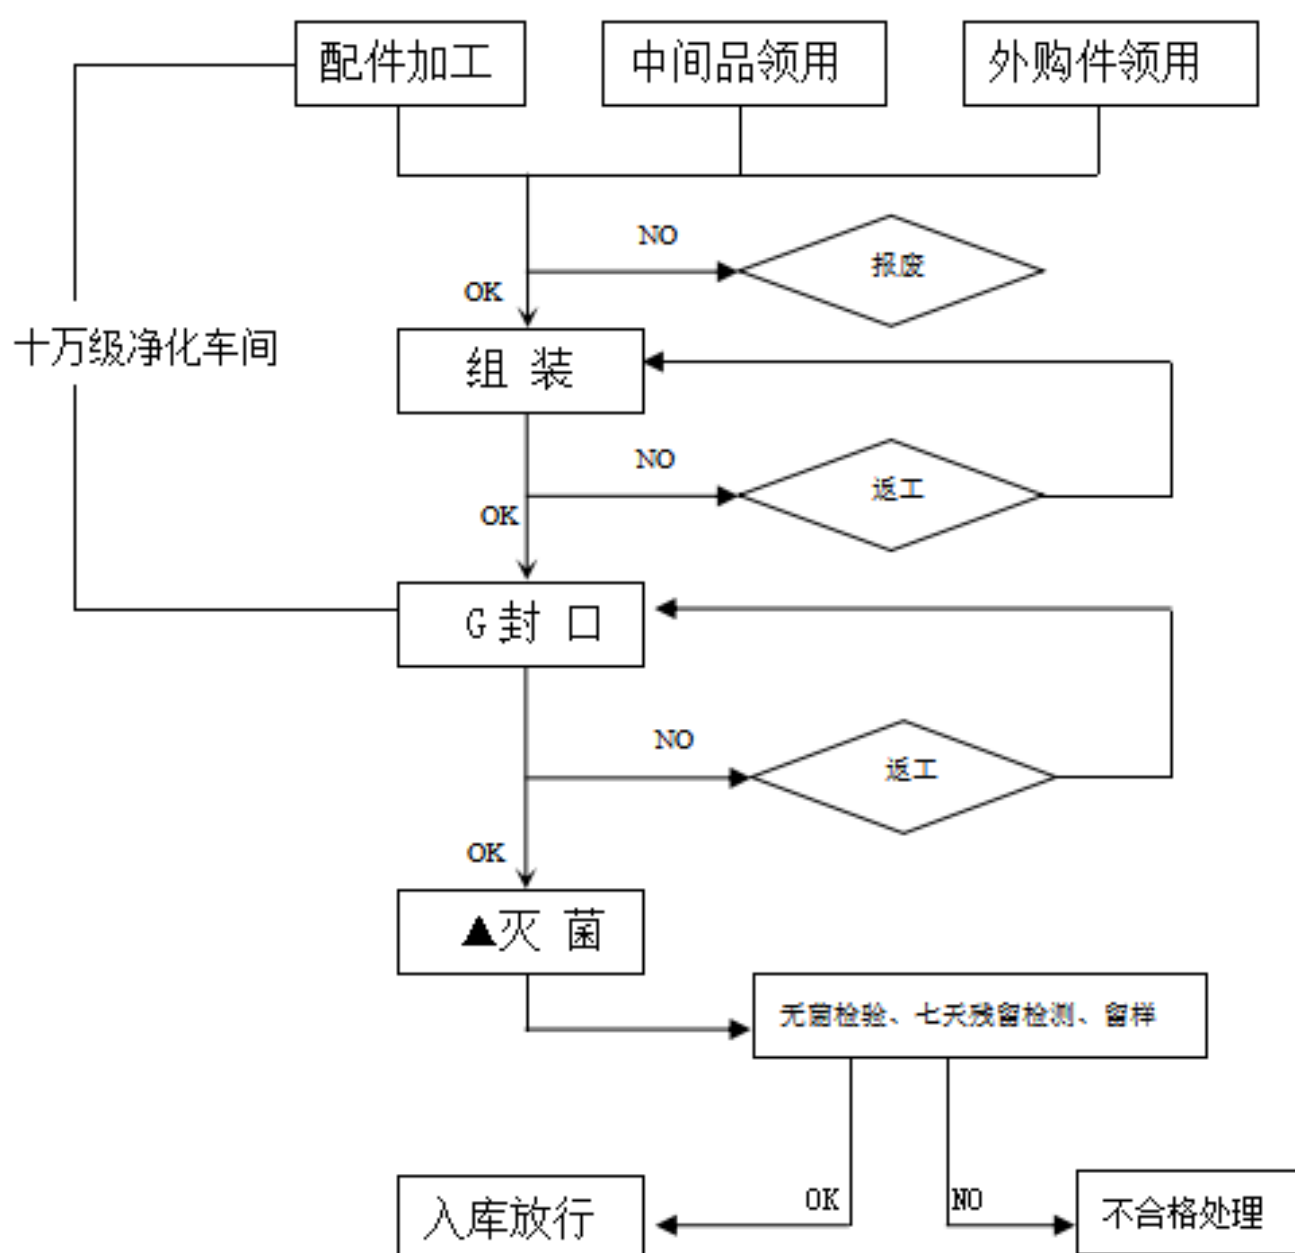 配件加工
中间品领用
外购件领用
NO
报废
OK
十万级净化车间
组 装
NO
返工
OK
G封 口
NO
返工
OK
▲灭 菌
无菌检验、七天残留检测、留样
OK
NO
入库放行
不合格处理